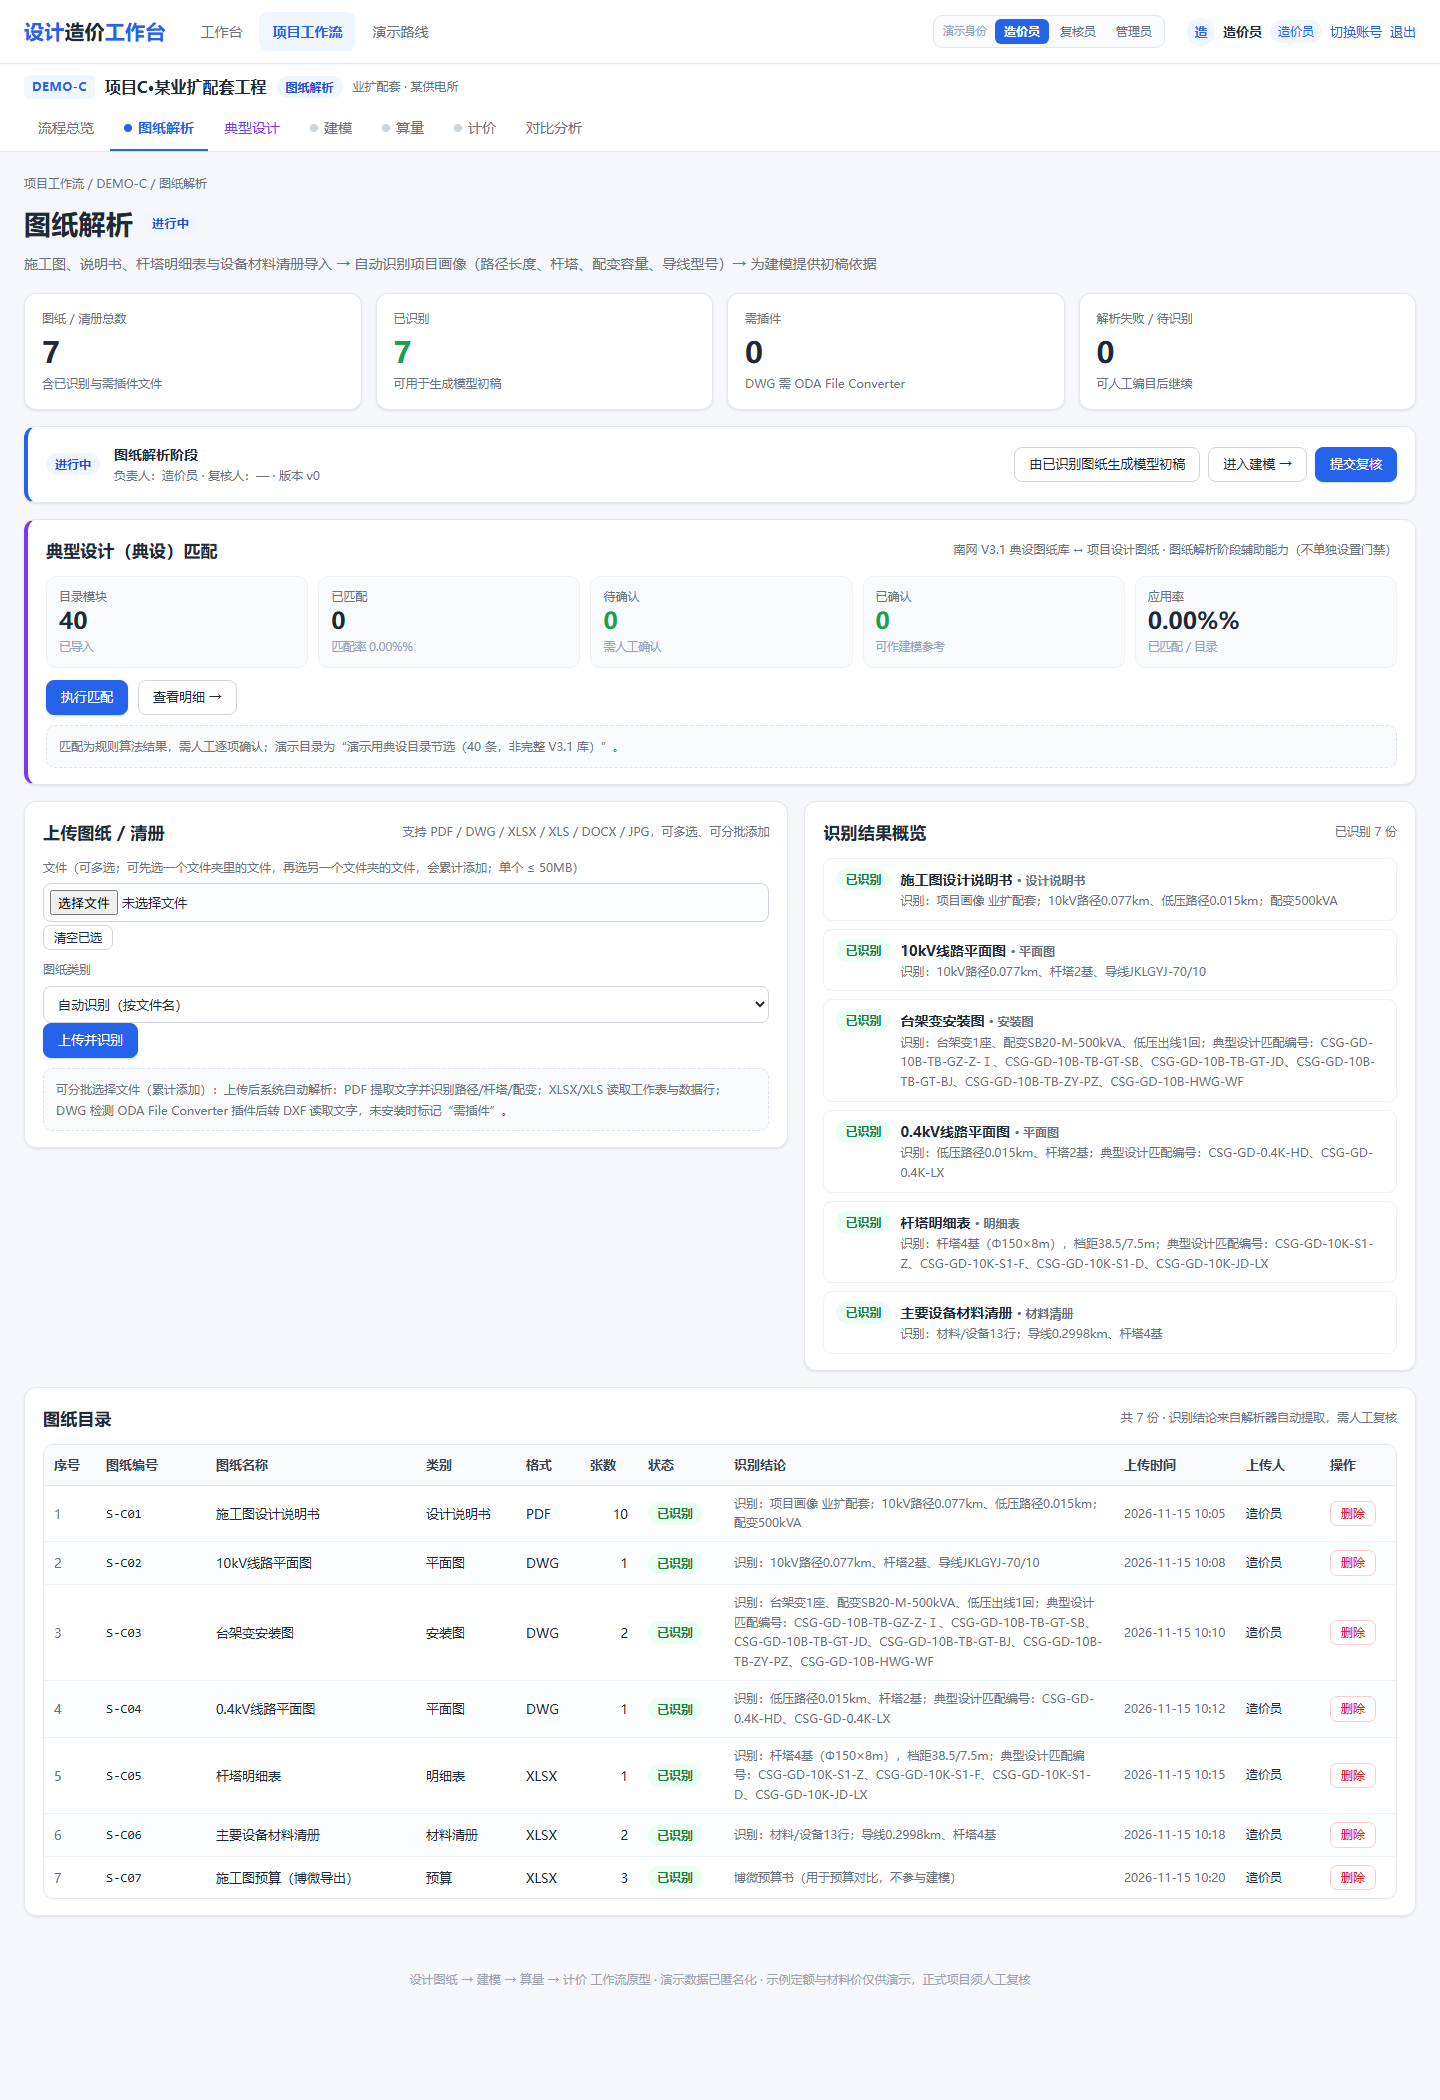 设计造价工作台
工作台
项目工作流
演示路线
演示身份
造价员
复核员
管理员
造
造价员
造价员
切换账号
退出
DEMO-C
项目C·某业扩配套工程
图纸解析
业扩配套 · 某供电所
流程总览
图纸解析
典型设计
建模
算量
计价
对比分析
项目工作流 / DEMO-C / 图纸解析
图纸解析
进行中
施工图、说明书、杆塔明细表与设备材料清册导入 → 自动识别项目画像（路径长度、杆塔、配变容量、导线型号）→ 为建模提供初稿依据
图纸 / 清册总数
7
含已识别与需插件文件
已识别
7
可用于生成模型初稿
需插件
0
DWG 需 ODA File Converter
解析失败 / 待识别
0
可人工编目后继续
进行中
图纸解析阶段
负责人：造价员 · 复核人：— · 版本 v0
由已识别图纸生成模型初稿
进入建模 →
提交复核
典型设计（典设）匹配
南网 V3.1 典设图纸库 ↔ 项目设计图纸 · 图纸解析阶段辅助能力（不单独设置门禁）
目录模块
40
已导入
已匹配
0
匹配率 0.00%%
待确认
0
需人工确认
已确认
0
可作建模参考
应用率
0.00%%
已匹配 / 目录
执行匹配
查看明细 →
匹配为规则算法结果，需人工逐项确认；演示目录为“演示用典设目录节选（40 条，非完整 V3.1 库）”。
上传图纸 / 清册
支持 PDF / DWG / XLSX / XLS / DOCX / JPG，可多选、可分批添加
文件（可多选；可先选一个文件夹里的文件，再选另一个文件夹的文件，会累计添加；单个 ≤ 50MB）
选择文件 未选择文件
清空已选
图纸类别
自动识别（按文件名）
上传并识别
可分批选择文件（累计添加）：上传后系统自动解析：PDF 提取文字并识别路径/杆塔/配变；XLSX/XLS 读取工作表与数据行；
DWG 检测 ODA File Converter 插件后转 DXF 读取文字，未安装时标记“需插件”。
识别结果概览
已识别 7 份
已识别
施工图设计说明书 · 设计说明书
识别：项目画像 业扩配套；10kV路径0.077km、低压路径0.015km；配变500kVA
已识别
10kV线路平面图 · 平面图
识别：10kV路径0.077km、杆塔2基、导线JKLGYJ-70/10
已识别
台架变安装图 · 安装图
识别：台架变1座、配变SB20-M-500kVA、低压出线1回；典型设计匹配编号：CSG-GD-
10B-TB-GZ-Z-Ⅰ、CSG-GD-10B-TB-GT-SB、CSG-GD-10B-TB-GT-JD、CSG-GD-10B-
TB-GT-BJ、CSG-GD-10B-TB-ZY-PZ、CSG-GD-10B-HWG-WF
已识别
0.4kV线路平面图 · 平面图
识别：低压路径0.015km、杆塔2基；典型设计匹配编号：CSG-GD-0.4K-HD、CSG-GD-
0.4K-LX
已识别
杆塔明细表 · 明细表
识别：杆塔4基（Φ150×8m），档距38.5/7.5m；典型设计匹配编号：CSG-GD-10K-S1-
Z、CSG-GD-10K-S1-F、CSG-GD-10K-S1-D、CSG-GD-10K-JD-LX
已识别
主要设备材料清册 · 材料清册
识别：材料/设备13行；导线0.2998km、杆塔4基
图纸目录
共 7 份 · 识别结论来自解析器自动提取，需人工复核
序号 图纸编号 图纸名称 类别 格式 张数 状态 识别结论 上传时间 上传人 操作
1 S-C01 施工图设计说明书 设计说明书 PDF 10 已识别 识别：项目画像 业扩配套；10kV路径0.077km、低压路径0.015km；
配变500kVA
2026-11-15 10:05 造价员 删除
2 S-C02 10kV线路平面图 平面图 DWG 1 已识别 识别：10kV路径0.077km、杆塔2基、导线JKLGYJ-70/10 2026-11-15 10:08 造价员 删除
3 S-C03 台架变安装图 安装图 DWG 2 已识别 识别：台架变1座、配变SB20-M-500kVA、低压出线1回；典型设计
匹配编号：CSG-GD-10B-TB-GZ-Z-Ⅰ、CSG-GD-10B-TB-GT-SB、
CSG-GD-10B-TB-GT-JD、CSG-GD-10B-TB-GT-BJ、CSG-GD-10B-
TB-ZY-PZ、CSG-GD-10B-HWG-WF
2026-11-15 10:10 造价员 删除
4 S-C04 0.4kV线路平面图 平面图 DWG 1 已识别 识别：低压路径0.015km、杆塔2基；典型设计匹配编号：CSG-GD-
0.4K-HD、CSG-GD-0.4K-LX
2026-11-15 10:12 造价员 删除
5 S-C05 杆塔明细表 明细表 XLSX 1 已识别 识别：杆塔4基（Φ150×8m），档距38.5/7.5m；典型设计匹配编
号：CSG-GD-10K-S1-Z、CSG-GD-10K-S1-F、CSG-GD-10K-S1-
D、CSG-GD-10K-JD-LX
2026-11-15 10:15 造价员 删除
6 S-C06 主要设备材料清册 材料清册 XLSX 2 已识别 识别：材料/设备13行；导线0.2998km、杆塔4基 2026-11-15 10:18 造价员 删除
7 S-C07 施工图预算（博微导出） 预算 XLSX 3 已识别 博微预算书（用于预算对比，不参与建模） 2026-11-15 10:20 造价员 删除
设计图纸 → 建模 → 算量 → 计价 工作流原型 · 演示数据已匿名化 · 示例定额与材料价仅供演示，正式项目须人工复核